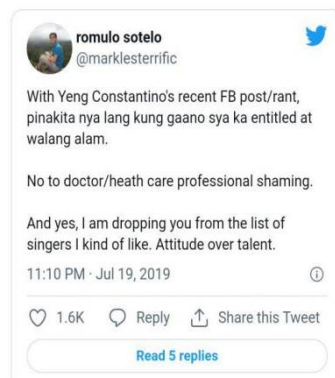 romulo sotelo
@marklesterrific
With Yeng Constantino's recent FB post/rant,
pinakita nya lang kung gaano sya ka entitled at
walang alam.
No to doctor/heath care professional shaming.
And yes, I am dropping you from the list of
singers I kind of like. Attitude over talent.
11:10 PM · Jul 19, 2019
1.6K Reply Share this Tweet
Read 5 replies